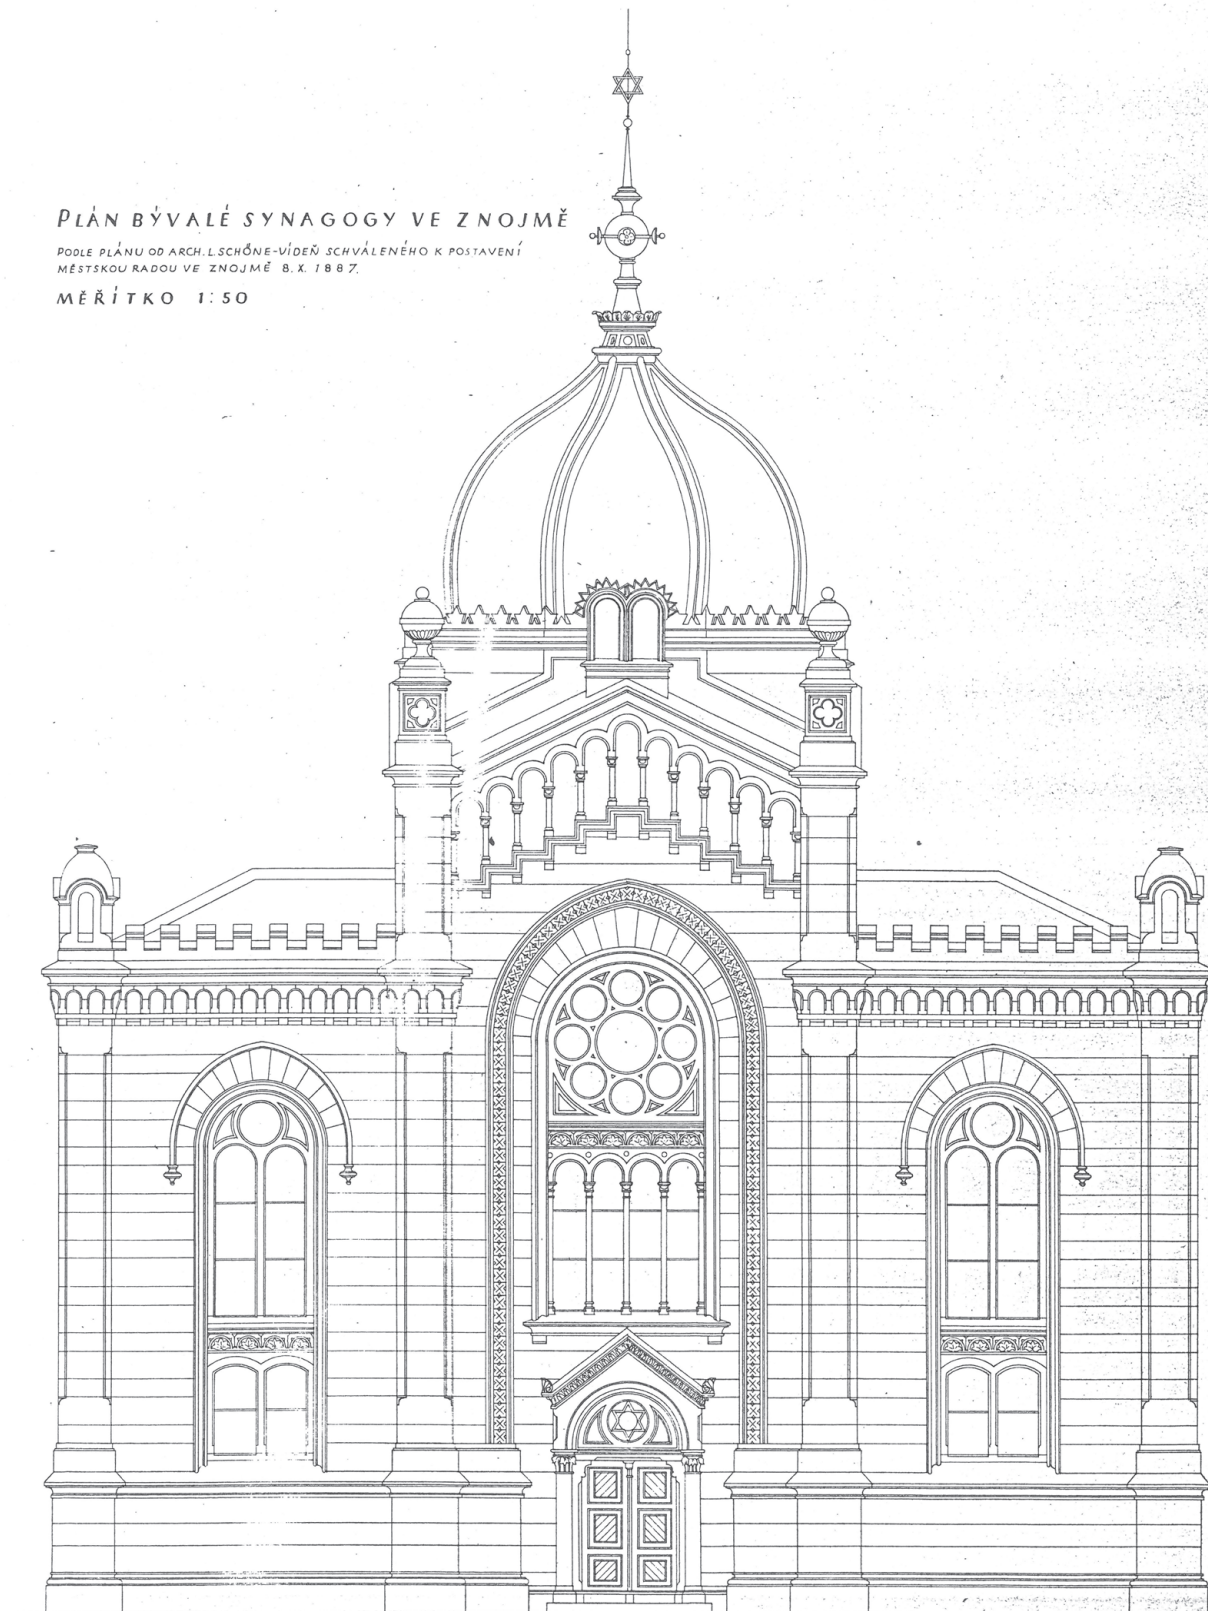 PLÁN BÝVALÉ SYNAGOGY VE ZNOJMĚ
PODLE PLÁNU OD ARCH. L. SCHÖNE-VÍDEŇ SCHVÁLENÉHO K POSTAVENÍ
MĚSTSKOU RADOU VE ZNOJMĚ 8. X. 1887.
MĚŘÍTKO 1:50